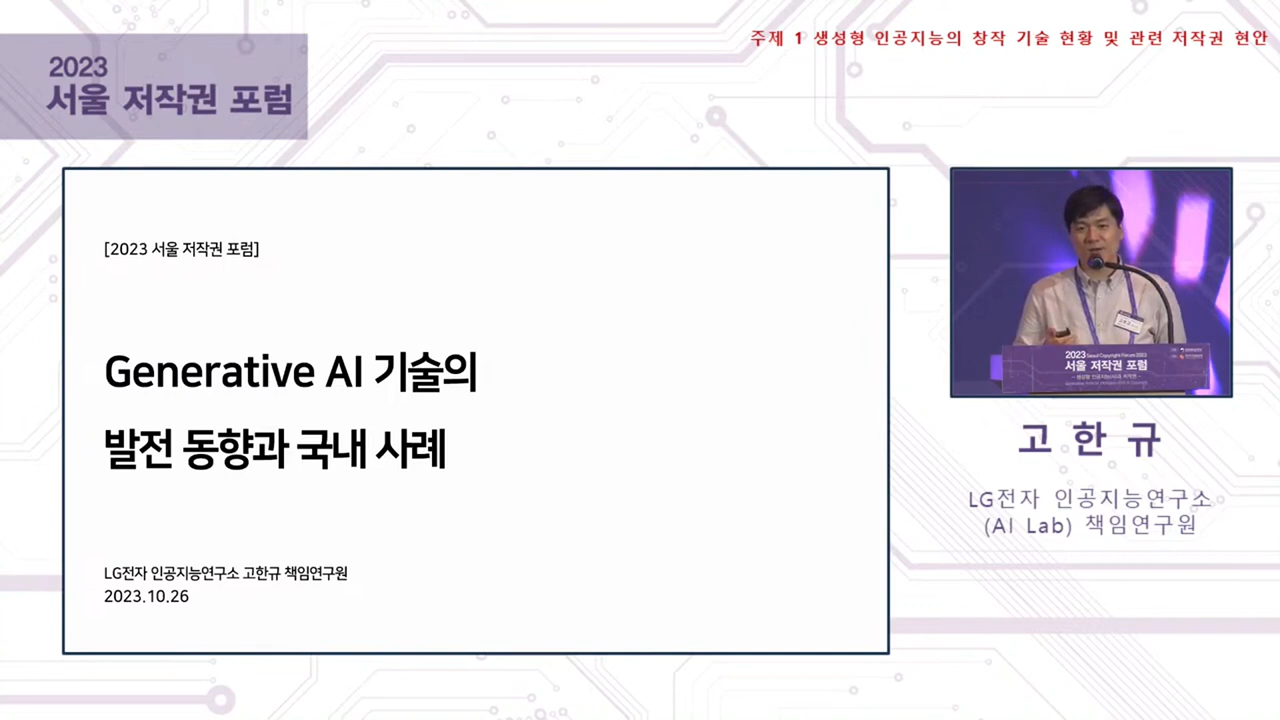 주제 1 생성형 인공지능의 창작 기술 현황 및 관련 저작권 현안
2023
서울 저작권 포럼
[2023 서울 저작권 포럼]
Generative AI 기술의
발전 동향과 국내 사례
LG전자 인공지능연구소 고한규 책임연구원
2023.10.26
2023 Seoul Copyright Forum 2023
서울 저작권 포럼
고 한 규
LG전자 인공지능연구소
(AI Lab) 책임연구원